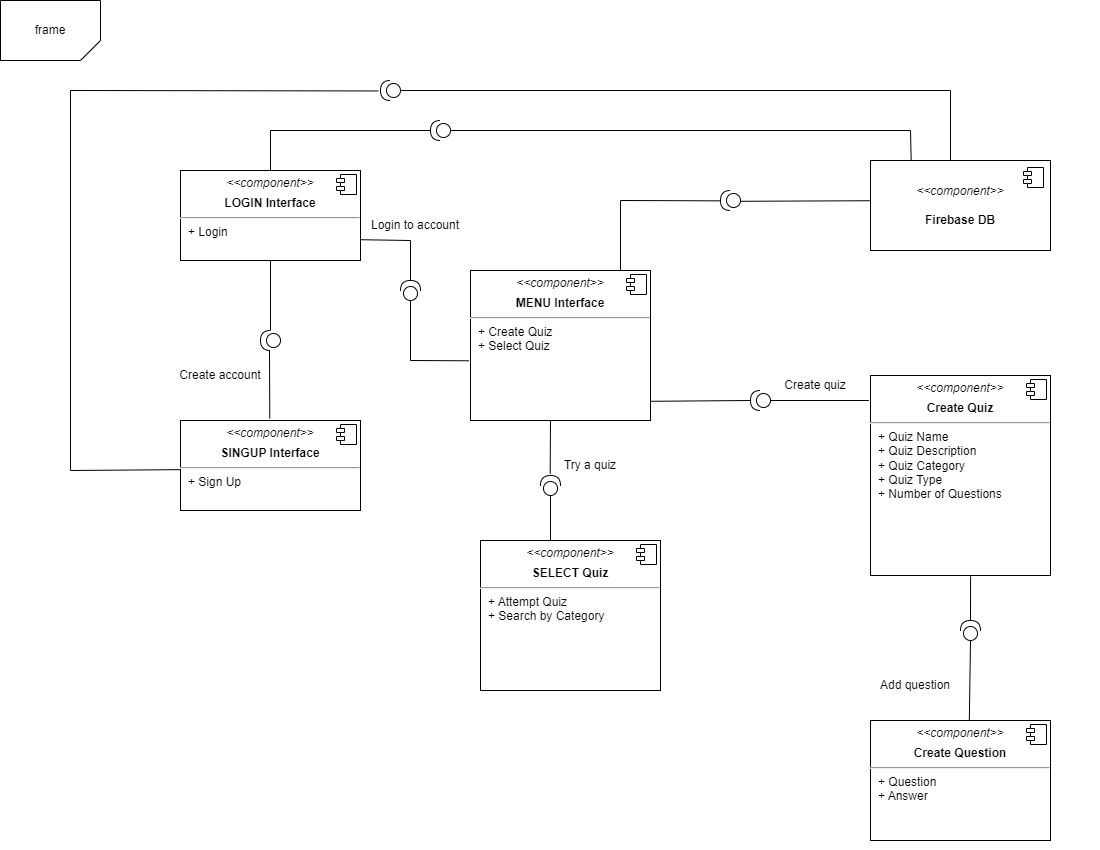 frame
<<component>>
LOGIN Interface
+ Login
Login to account
<<component>>
Firebase DB
<<component>>
MENU Interface
+ Create Quiz
+ Select Quiz
Create account
<<component>>
SINGUP Interface
+ Sign Up
Create quiz
<<component>>
Create Quiz
+ Quiz Name
+ Quiz Description
+ Quiz Category
+ Quiz Type
+ Number of Questions
Try a quiz
<<component>>
SELECT Quiz
+ Attempt Quiz
+ Search by Category
Add question
<<component>>
Create Question
+ Question
+ Answer